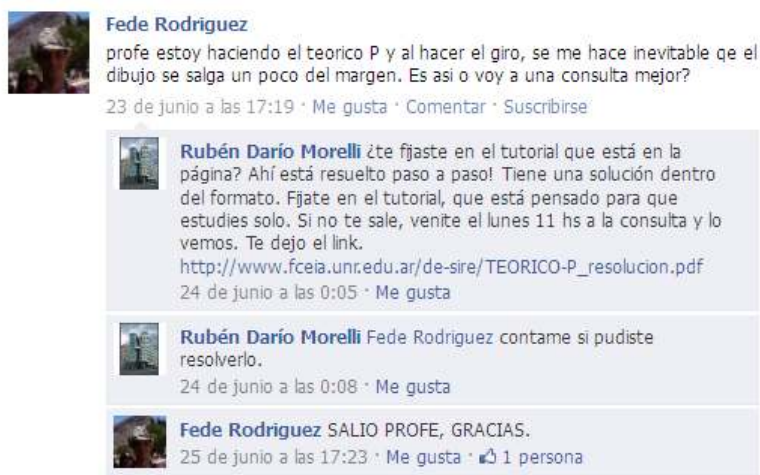 Fede Rodriguez
profe estoy haciendo el teorico P y al hacer el giro, se me hace inevitable qe el
dibujo se salga un poco del margen. Es asi o voy a una consulta mejor?
23 de junio a las 17:19 · Me gusta · Comentar · Suscribirse
Rubén Darío Morelli ¿te fijaste en el tutorial que está en la
página? Ahí está resuelto paso a paso! Tiene una solución dentro
del formato. Fijate en el tutorial, que está pensado para que
estudies solo. Si no te sale, venite el lunes 11 hs a la consulta y lo
vemos. Te dejo el link.
http://www.fceia.unr.edu.ar/de-sire/TEORICO-P_resolucion.pdf
24 de junio a las 0:05 · Me gusta
Rubén Darío Morelli Fede Rodriguez contame si pudiste
resolverlo.
24 de junio a las 0:08 · Me gusta
Fede Rodriguez SALIO PROFE, GRACIAS.
25 de junio a las 17:23 · Me gusta · 1 persona